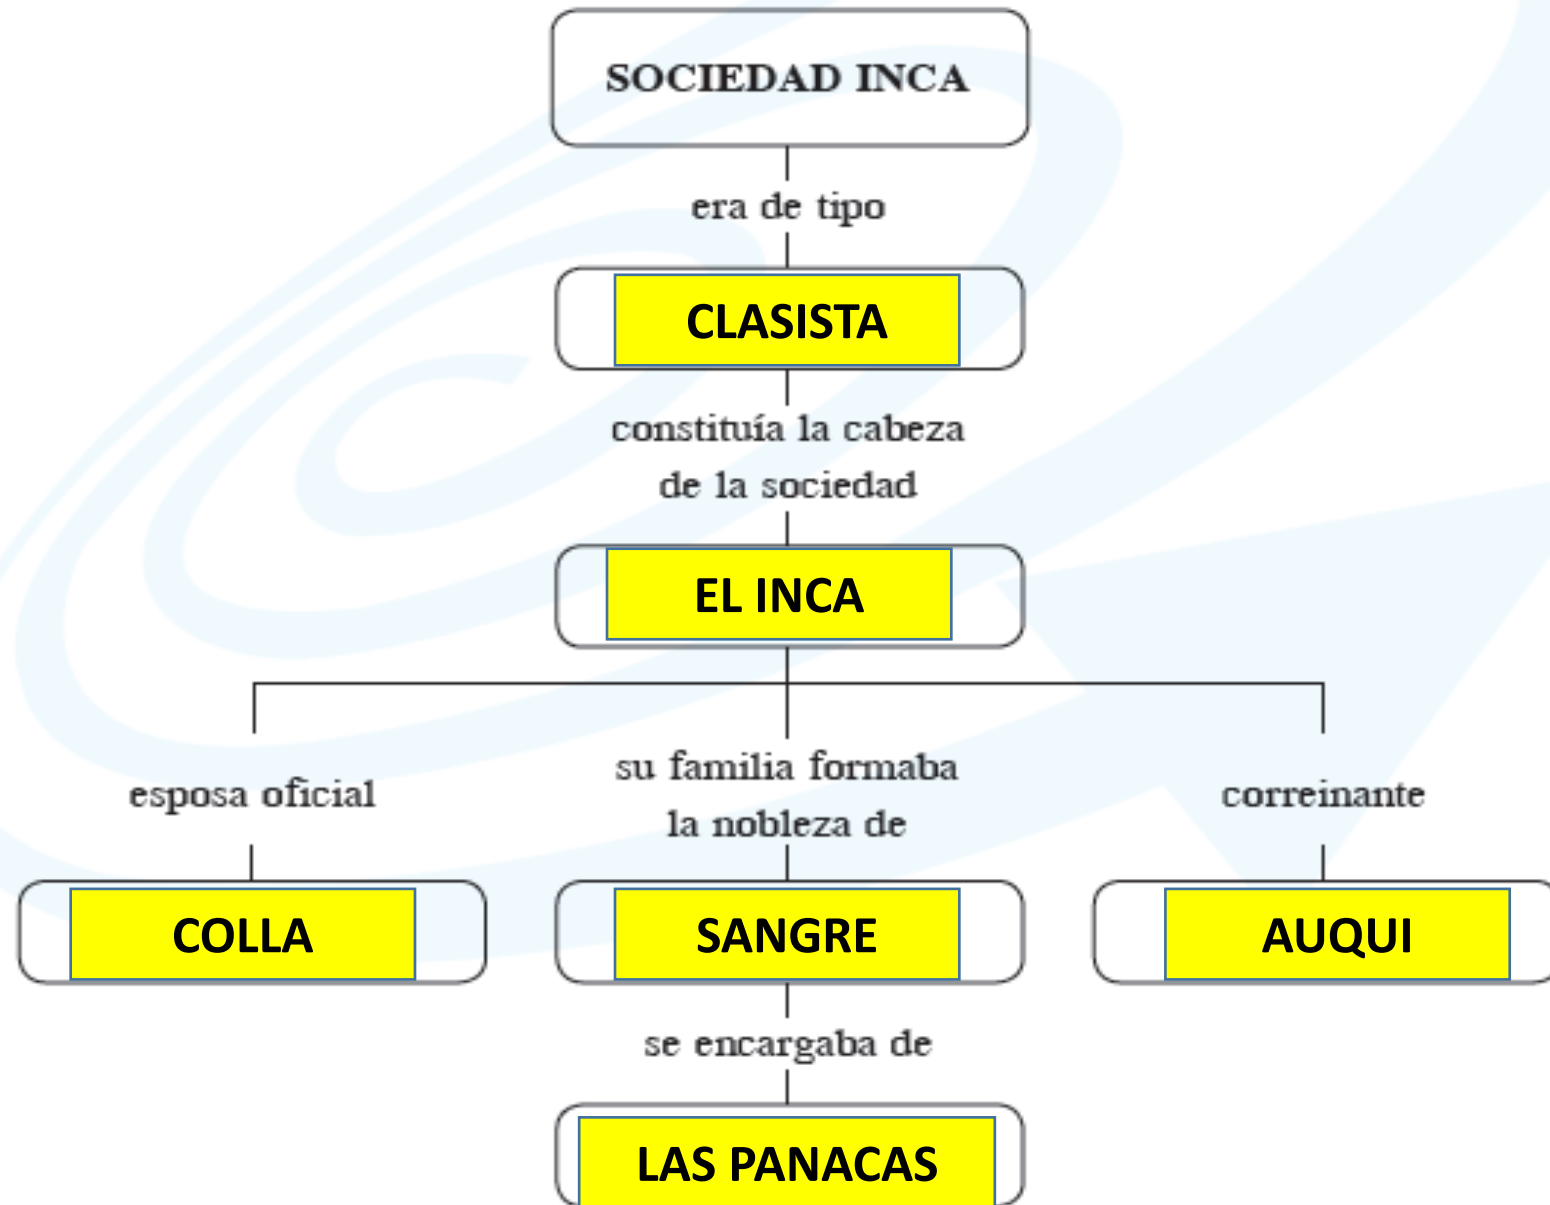 SOCIEDAD INCA
era de tipo
CLASISTA
constituía la cabeza
de la sociedad
EL INCA
esposa oficial
su familia formaba
la nobleza de
correinante
COLLA
SANGRE
AUQUI
se encargaba de
LAS PANACAS